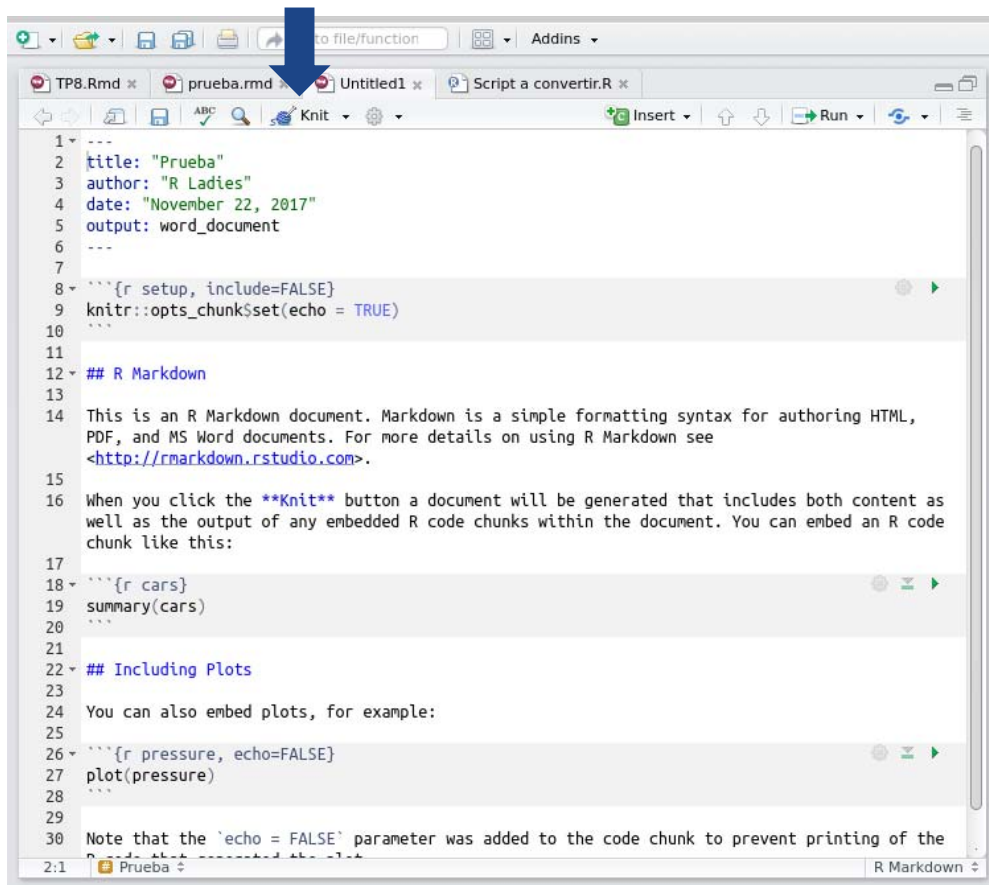 to file/function Addins
TP8.Rmd prueba.rmd Untitled1 Script a convertir.R
ABC Knit Insert Run
1 ---
2 title: "Prueba"
3 author: "R Ladies"
4 date: "November 22, 2017"
5 output: word_document
6 ---
7
8 ```{r setup, include=FALSE}
9 knitr::opts_chunk$set(echo = TRUE)
10 ```
11
12 ## R Markdown
13
14 This is an R Markdown document. Markdown is a simple formatting syntax for authoring HTML,
PDF, and MS Word documents. For more details on using R Markdown see
<http://rmarkdown.rstudio.com>.
15
16 When you click the **Knit** button a document will be generated that includes both content as
well as the output of any embedded R code chunks within the document. You can embed an R code
chunk like this:
17
18 ```{r cars}
19 summary(cars)
20 ```
21
22 ## Including Plots
23
24 You can also embed plots, for example:
25
26 ```{r pressure, echo=FALSE}
27 plot(pressure)
28 ```
29
30 Note that the `echo = FALSE` parameter was added to the code chunk to prevent printing of the
R code that generated the plot
2:1 Prueba R Markdown